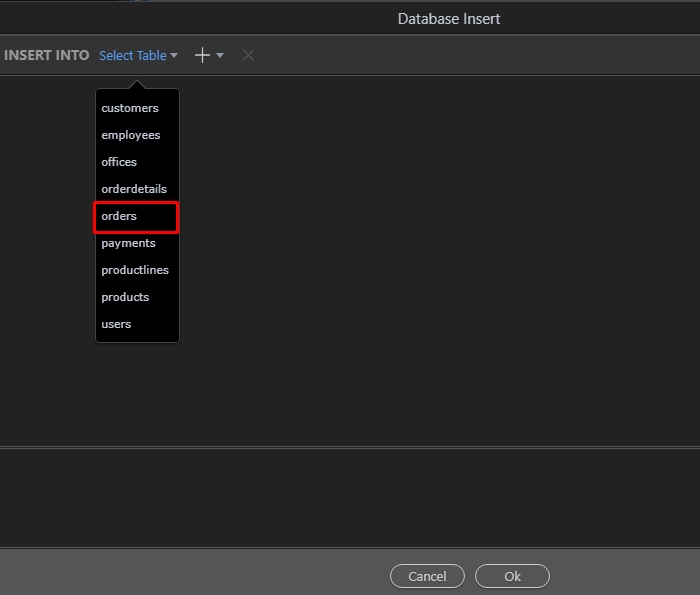 Database Insert
INSERT INTO Select Table
customers
employees
offices
orderdetails
orders
payments
productlines
products
users
Cancel Ok